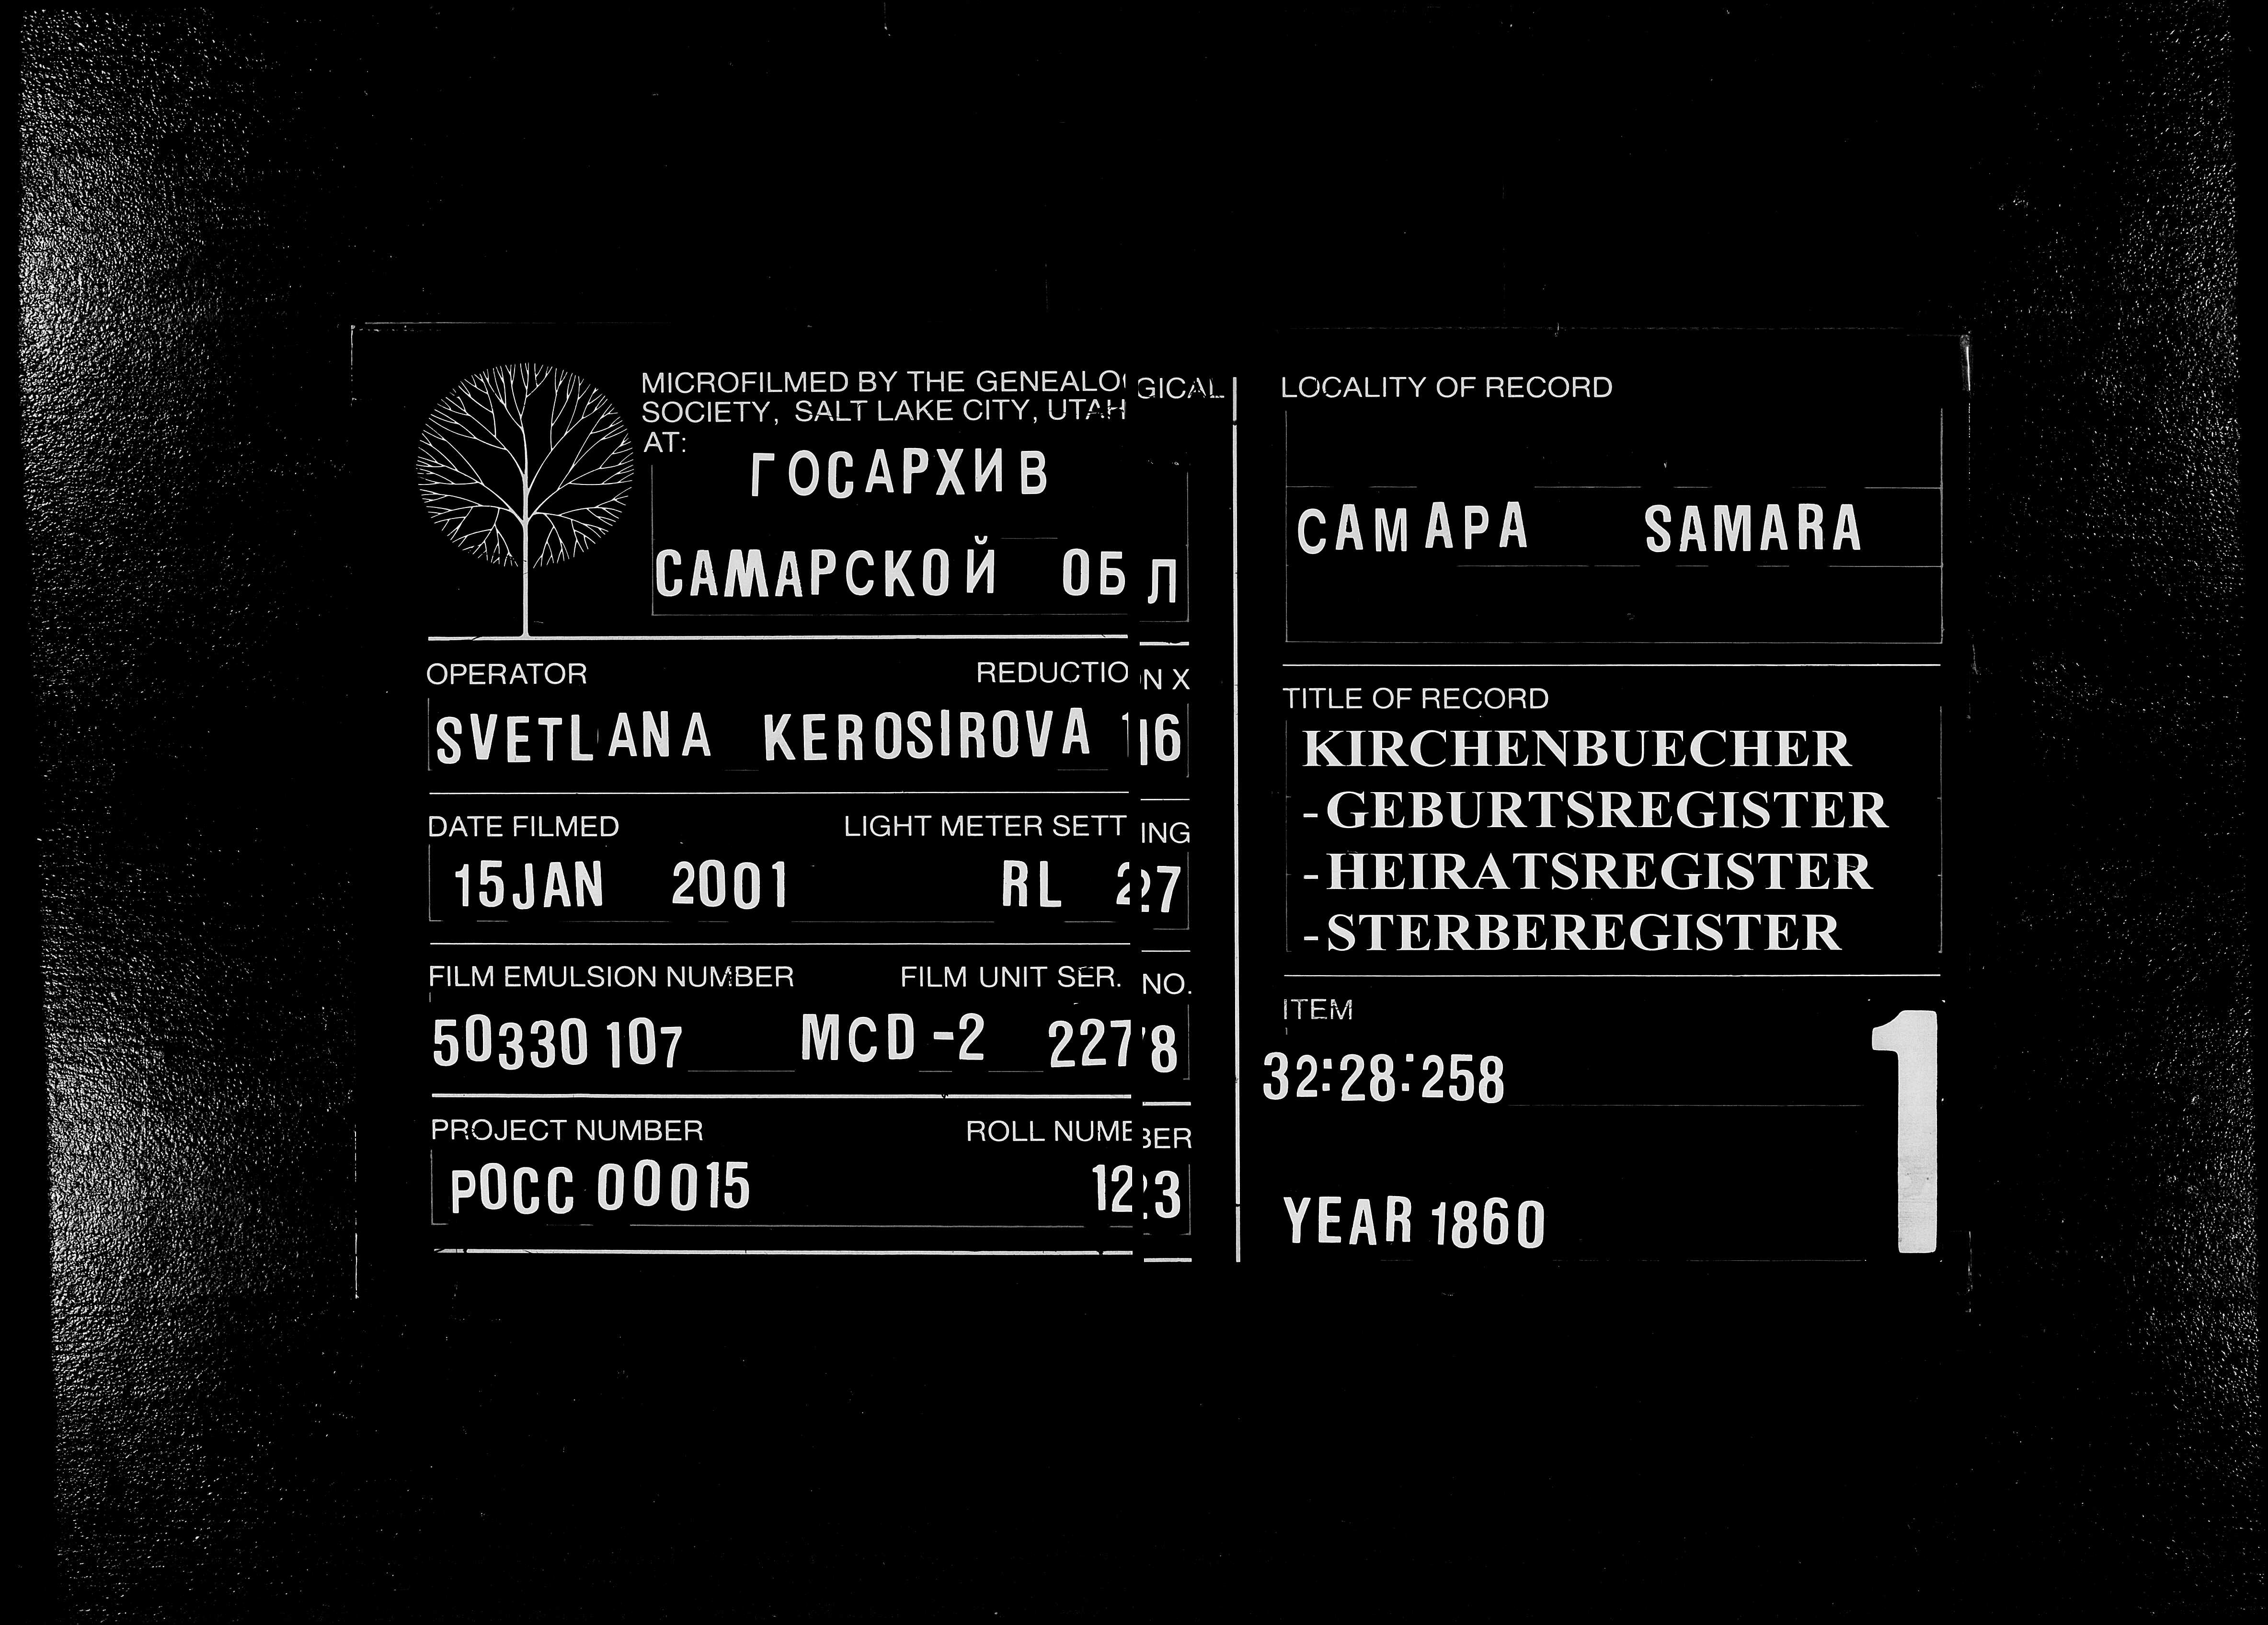 MICROFILMED BY THE GENEALOGICAL
SOCIETY, SALT LAKE CITY, UTAH
AT:
ГОСАРХИВ
САМАРСКОЙ ОБЛ
OPERATOR REDUCTION X
SVETLANA KEROSIROVA 16
DATE FILMED LIGHT METER SETTING
15 JAN 2001 RL 27
FILM EMULSION NUMBER FILM UNIT SER. NO.
50330 107 MCD-2 2278
PROJECT NUMBER ROLL NUMBER
РОСС 00015 123
LOCALITY OF RECORD
САМАРА SAMARA
TITLE OF RECORD
KIRCHENBUECHER
-GEBURTSREGISTER
-HEIRATSREGISTER
-STERBEREGISTER
ITEM
1
32:28:258
YEAR 1860